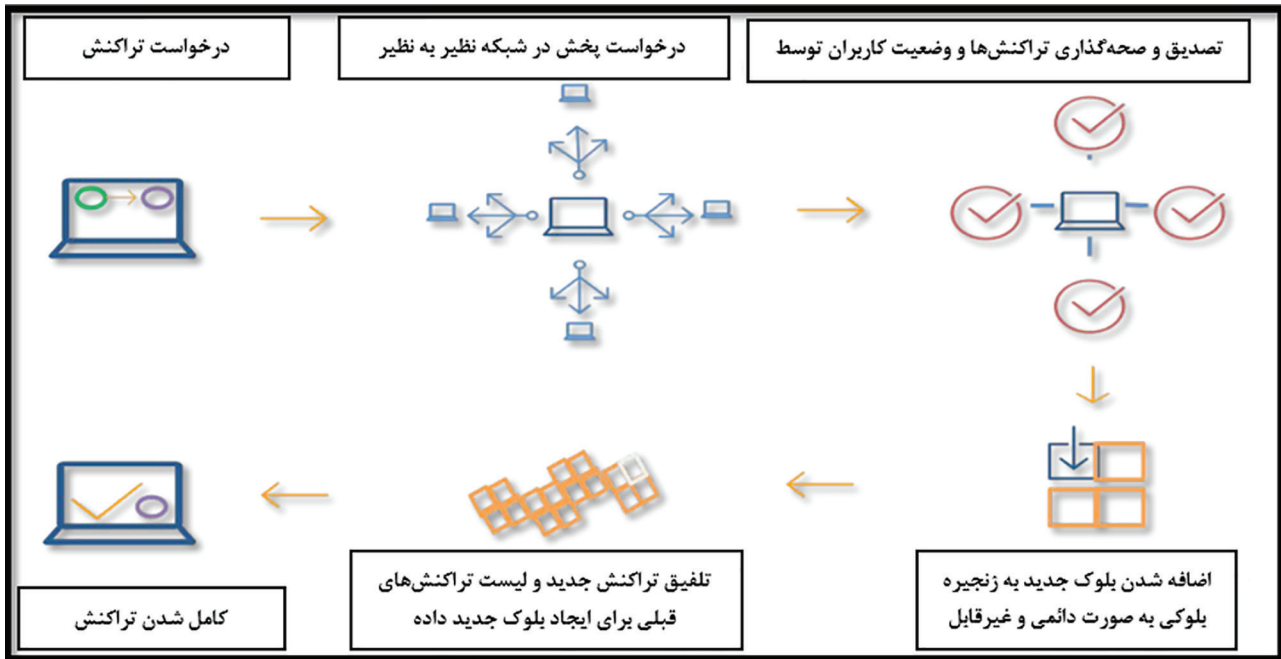 درخواست تراکنش
درخواست پخش در شبکه نظیر به نظیر
تصدیق و صحه‌گذاری تراکنش‌ها و وضعیت کاربران توسط
اضافه شدن بلوک جدید به زنجیره
بلوکی به صورت دائمی و غیرقابل
تلفیق تراکنش جدید و لیست تراکنش‌های
قبلی برای ایجاد بلوک جدید داده
کامل شدن تراکنش